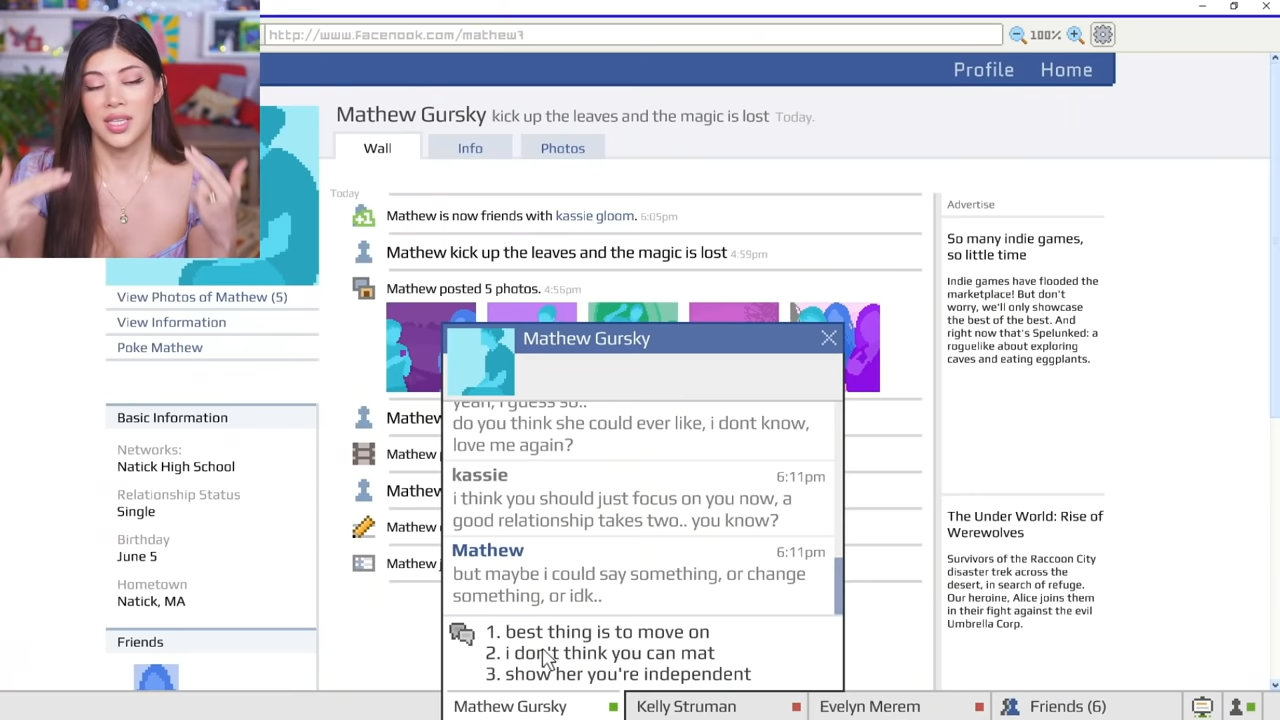 http://www.facenook.com/mathew7
100%
Profile
Home
Mathew Gursky kick up the leaves and the magic is lost Today.
Wall
Info
Photos
Today
Mathew is now friends with kassie gloom. 6:05pm
Mathew kick up the leaves and the magic is lost 4:59pm
Mathew posted 5 photos. 4:56pm
View Photos of Mathew (5)
View Information
Poke Mathew
Basic Information
Networks:
Natick High School
Relationship Status
Single
Birthday
June 5
Hometown
Natick, MA
Friends
Mathew
Mathew
Mathew
Mathew
Mathew
Mathew Gursky
yeah, i guess so..
do you think she could ever like, i dont know,
love me again?
kassie 6:11pm
i think you should just focus on you now, a
good relationship takes two.. you know?
Mathew 6:11pm
but maybe i could say something, or change
something, or idk..
1. best thing is to move on
2. i don't think you can mat
3. show her you're independent
Advertise
So many indie games,
so little time
Indie games have flooded the
marketplace! But don't
worry, we'll only showcase
the best of the best. And
right now that's Spelunked: a
roguelike about exploring
caves and eating eggplants.
The Under World: Rise of
Werewolves
Survivors of the Raccoon City
disaster trek across the
desert, in search of refuge.
Our heroine, Alice joins them
in their fight against the evil
Umbrella Corp.
Mathew Gursky
Kelly Struman
Evelyn Merem
Friends (6)